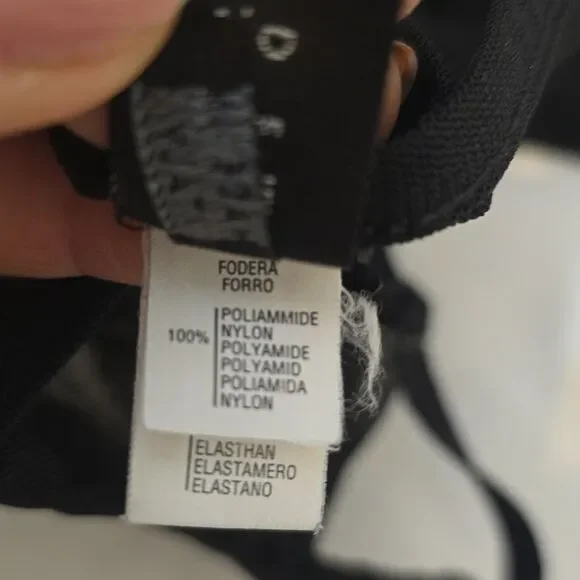 FODERA
FORRO
100%
POLIAMMIDE
NYLON
POLYAMIDE
POLYAMID
POLIAMIDA
NYLON
ELASTHAN
ELASTAMERO
ELASTANO